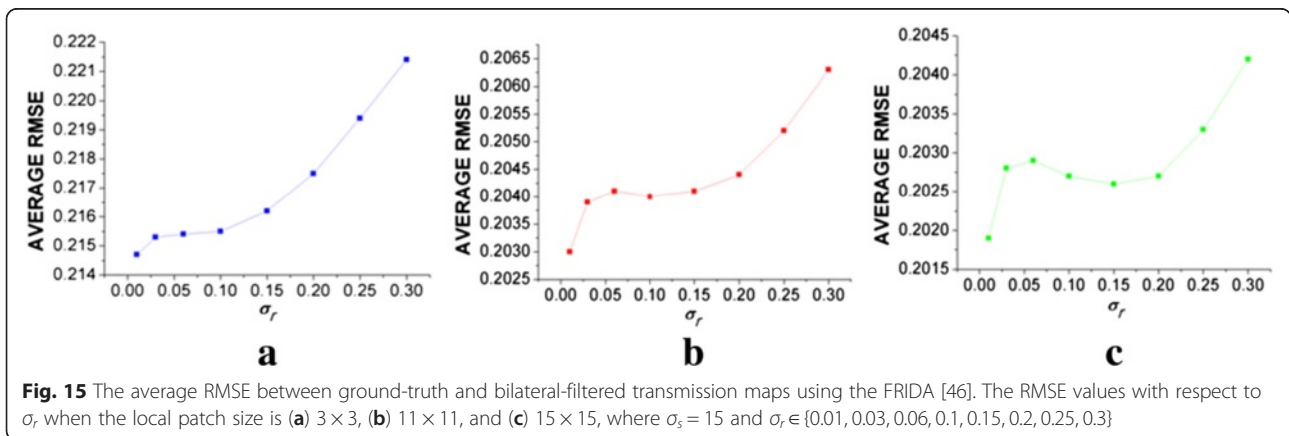 0.222
0.221
0.220
0.219
0.218
0.217
0.216
0.215
0.214
AVERAGE RMSE
0.00 0.05 0.10 0.15 0.20 0.25 0.30
σr
a
0.2065
0.2060
0.2055
0.2050
0.2045
0.2040
0.2035
0.2030
0.2025
AVERAGE RMSE
0.00 0.05 0.10 0.15 0.20 0.25 0.30
σr
b
0.2045
0.2040
0.2035
0.2030
0.2025
0.2020
0.2015
AVERAGE RMSE
0.00 0.05 0.10 0.15 0.20 0.25 0.30
σr
c
Fig. 15 The average RMSE between ground-truth and bilateral-filtered transmission maps using the FRIDA [46]. The RMSE values with respect to
σr when the local patch size is (a) 3 × 3, (b) 11 × 11, and (c) 15 × 15, where σs = 15 and σr ∈ {0.01, 0.03, 0.06, 0.1, 0.15, 0.2, 0.25, 0.3}